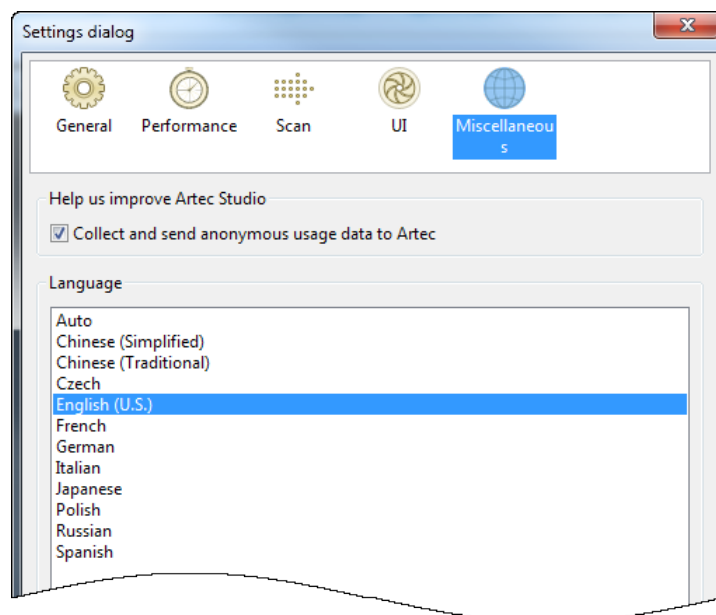 Settings dialog
General Performance Scan UI Miscellaneou
s
Help us improve Artec Studio
Collect and send anonymous usage data to Artec
Language
Auto
Chinese (Simplified)
Chinese (Traditional)
Czech
English (U.S.)
French
German
Italian
Japanese
Polish
Russian
Spanish